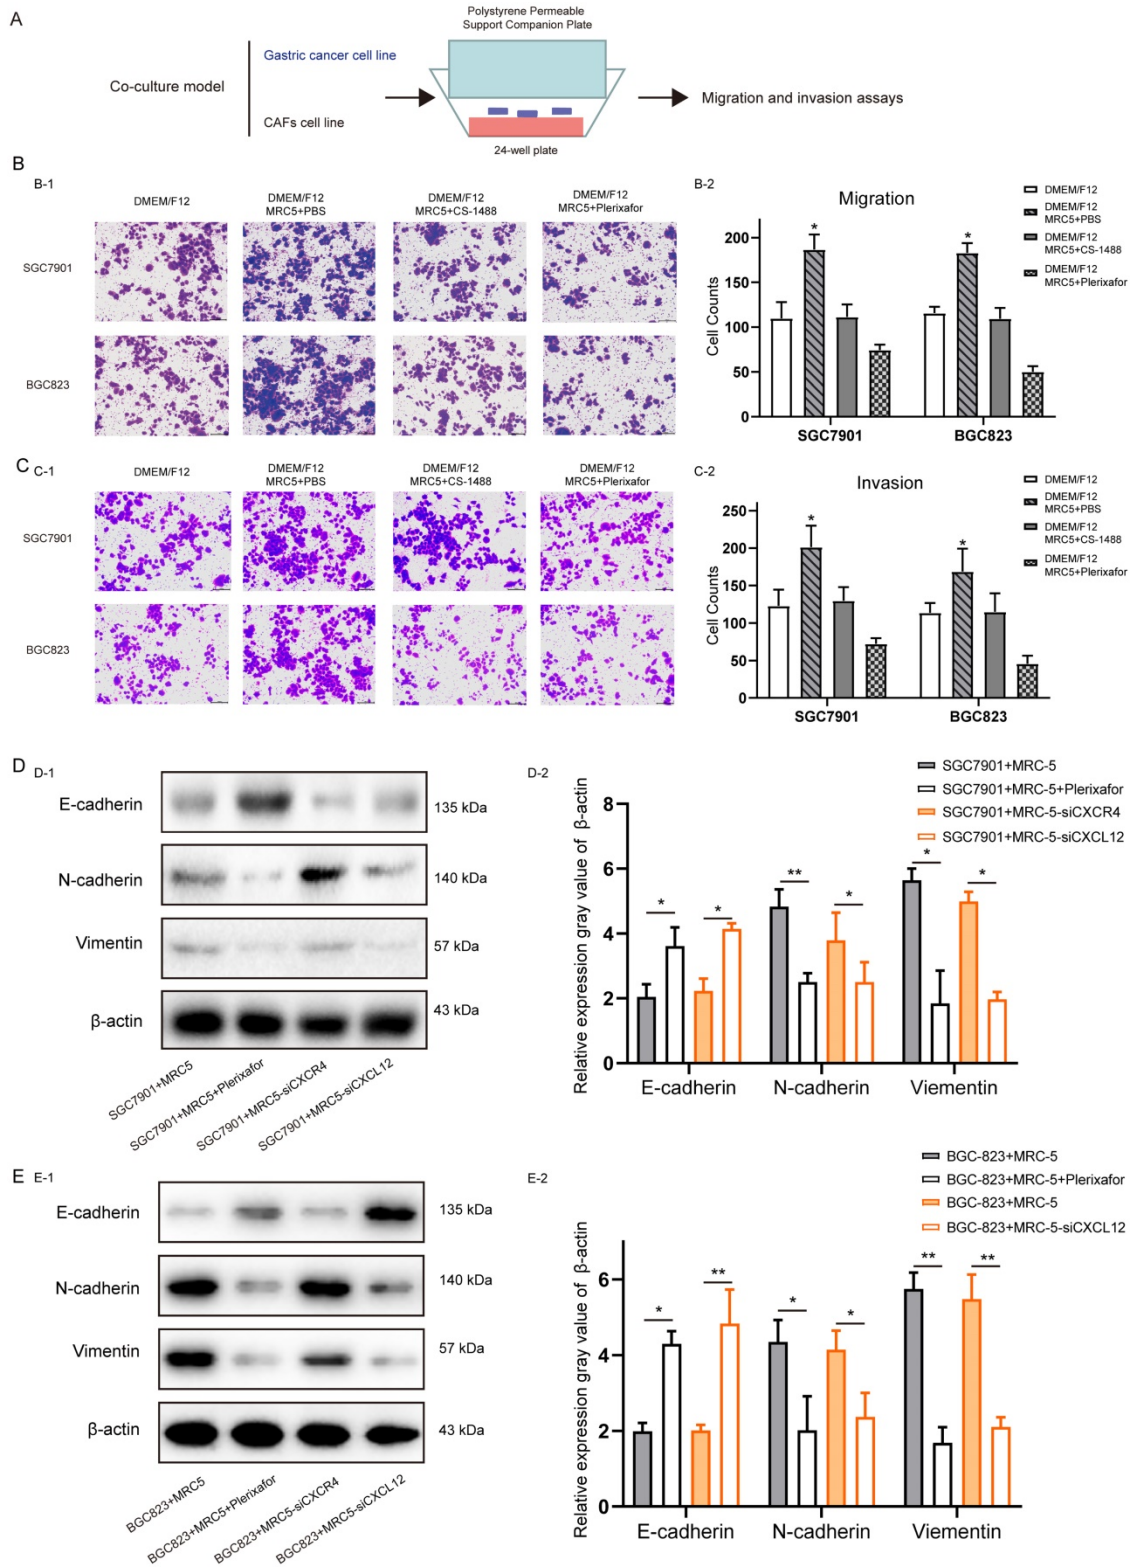 A
Polystyrene Permeable
Support Companion Plate
Gastric cancer cell line
Co-culture model
CAFs cell line
Migration and invasion assays
24-well plate
B
B-1
DMEM/F12
DMEM/F12
MRC5+PBS
DMEM/F12
MRC5+CS-1488
DMEM/F12
MRC5+Plerixafor
SGC7901
BGC823
B-2
Migration
DMEM/F12
DMEM/F12
MRC5+PBS
DMEM/F12
MRC5+CS-1488
DMEM/F12
MRC5+Plerixafor
Cell Counts
200
150
100
50
0
*
*
SGC7901
BGC823
C
C-1
DMEM/F12
DMEM/F12
MRC5+PBS
DMEM/F12
MRC5+CS-1488
DMEM/F12
MRC5+Plerixafor
SGC7901
BGC823
C-2
Invasion
DMEM/F12
DMEM/F12
MRC5+PBS
DMEM/F12
MRC5+CS-1488
DMEM/F12
MRC5+Plerixafor
Cell Counts
250
200
150
100
50
0
*
*
SGC7901
BGC823
D
D-1
E-cadherin
135 kDa
N-cadherin
140 kDa
Vimentin
57 kDa
β-actin
43 kDa
SGC7901+MRC5
SGC7901+MRC5+Plerixafor
SGC7901+MRC5-siCXCR4
SGC7901+MRC5-siCXCL12
D-2
SGC7901+MRC-5
SGC7901+MRC-5+Plerixafor
SGC7901+MRC-5-siCXCR4
SGC7901+MRC-5-siCXCL12
Relative expression gray value of β-actin
8
6
4
2
0
*
*
**
*
*
*
E-cadherin
N-cadherin
Viementin
E
E-1
E-cadherin
135 kDa
N-cadherin
140 kDa
Vimentin
57 kDa
β-actin
43 kDa
BGC823+MRC5
BGC823+MRC5+Plerixafor
BGC823+MRC5-siCXCR4
BGC823+MRC5-siCXCL12
E-2
BGC-823+MRC-5
BGC-823+MRC-5+Plerixafor
BGC-823+MRC-5
BGC-823+MRC-5-siCXCL12
Relative expression gray value of β-actin
6
4
2
0
*
**
*
*
**
**
E-cadherin
N-cadherin
Viementin